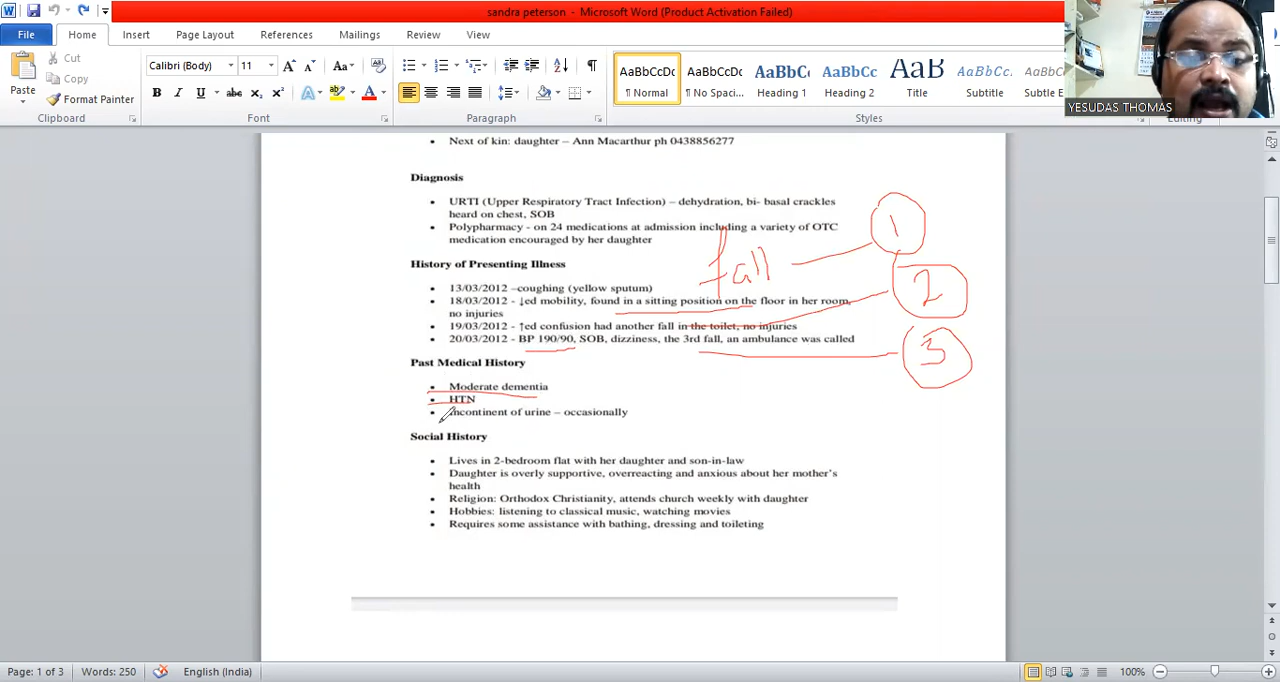 sandra peterson - Microsoft Word (Product Activation Failed)
File Home Insert Page Layout References Mailings Review View
Paste
Cut
Copy
Format Painter
Clipboard
Calibri (Body) 11
Font
Paragraph
AaBbCcDc AaBbCcDc AaBbCc AaBbCc AaB AaBbCc. AaBbCc
¶ Normal ¶ No Spaci... Heading 1 Heading 2 Title Subtitle Subtle E
Styles
Editing
YESUDAS THOMAS
• Next of kin: daughter – Ann Macarthur ph 0438856277
Diagnosis
• URTI (Upper Respiratory Tract Infection) – dehydration, bi- basal crackles
heard on chest, SOB
• Polypharmacy - on 24 medications at admission including a variety of OTC
medication encouraged by her daughter
History of Presenting Illness
• 13/03/2012 –coughing (yellow sputum)
• 18/03/2012 - ↓ed mobility, found in a sitting position on the floor in her room,
no injuries
• 19/03/2012 - ↑ed confusion had another fall in the toilet, no injuries
• 20/03/2012 - BP 190/90, SOB, dizziness, the 3rd fall, an ambulance was called
fall
1
2
3
Past Medical History
• Moderate dementia
• HTN
• Incontinent of urine – occasionally
Social History
• Lives in 2-bedroom flat with her daughter and son-in-law
• Daughter is overly supportive, overreacting and anxious about her mother's
health
• Religion: Orthodox Christianity, attends church weekly with daughter
• Hobbies: listening to classical music, watching movies
• Requires some assistance with bathing, dressing and toileting
Page: 1 of 3 Words: 250 English (India) 100%